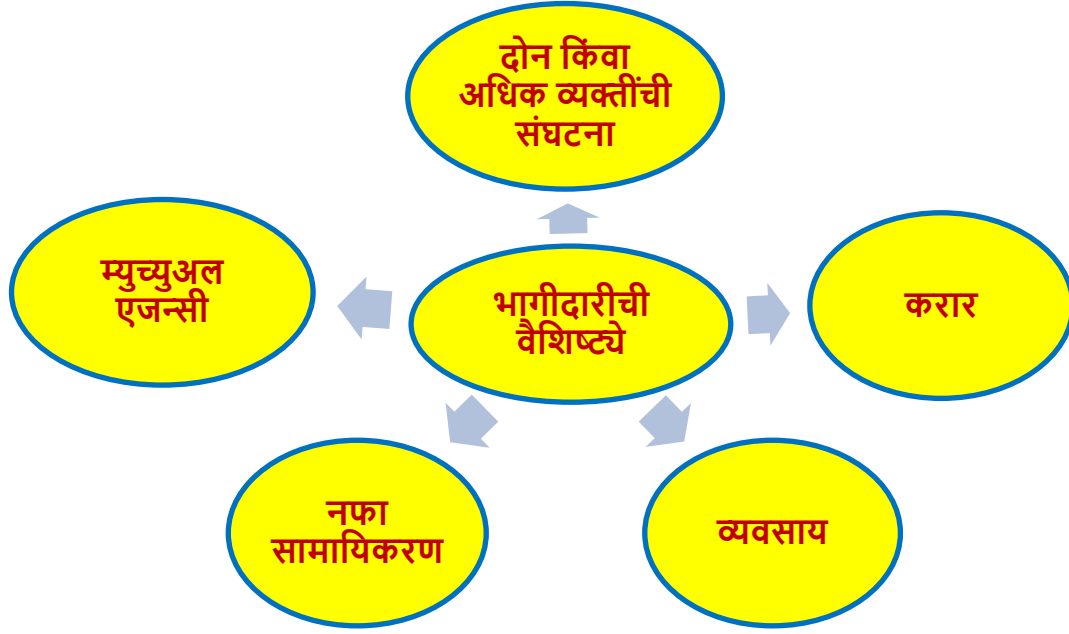 दोन किंवा
अधिक व्यक्तींची
संघटना
म्युच्युअल
एजन्सी
भागीदारीची
वैशिष्ट्ये
करार
नफा
सामायिकरण
व्यवसाय